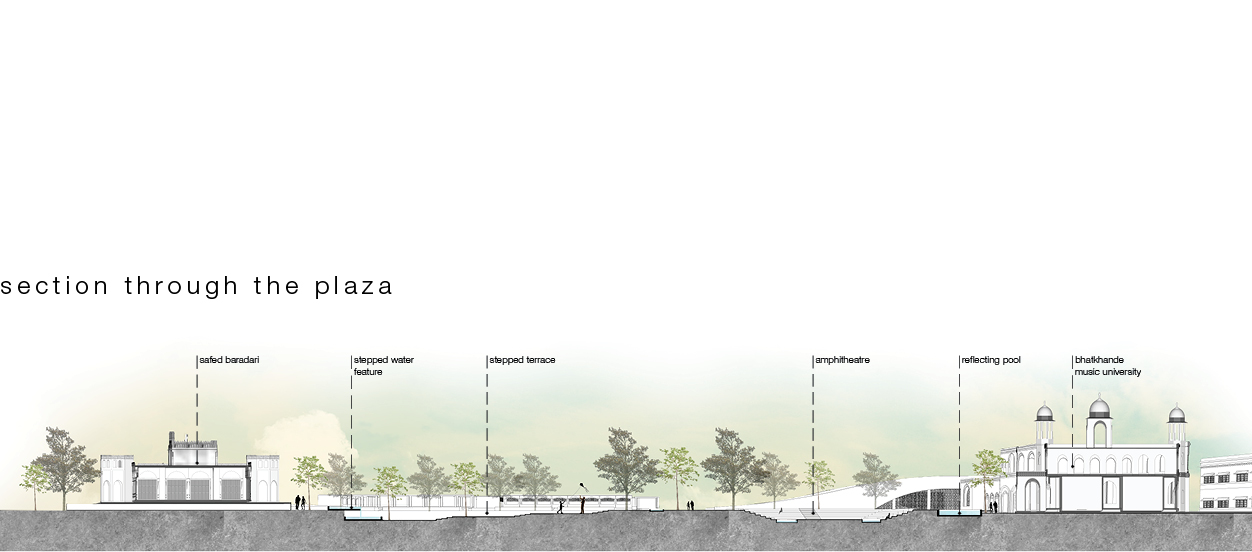 section through the plaza
safed baradari
stepped water
feature
stepped terrace
amphitheatre
reflecting pool
bhatkhande
music university